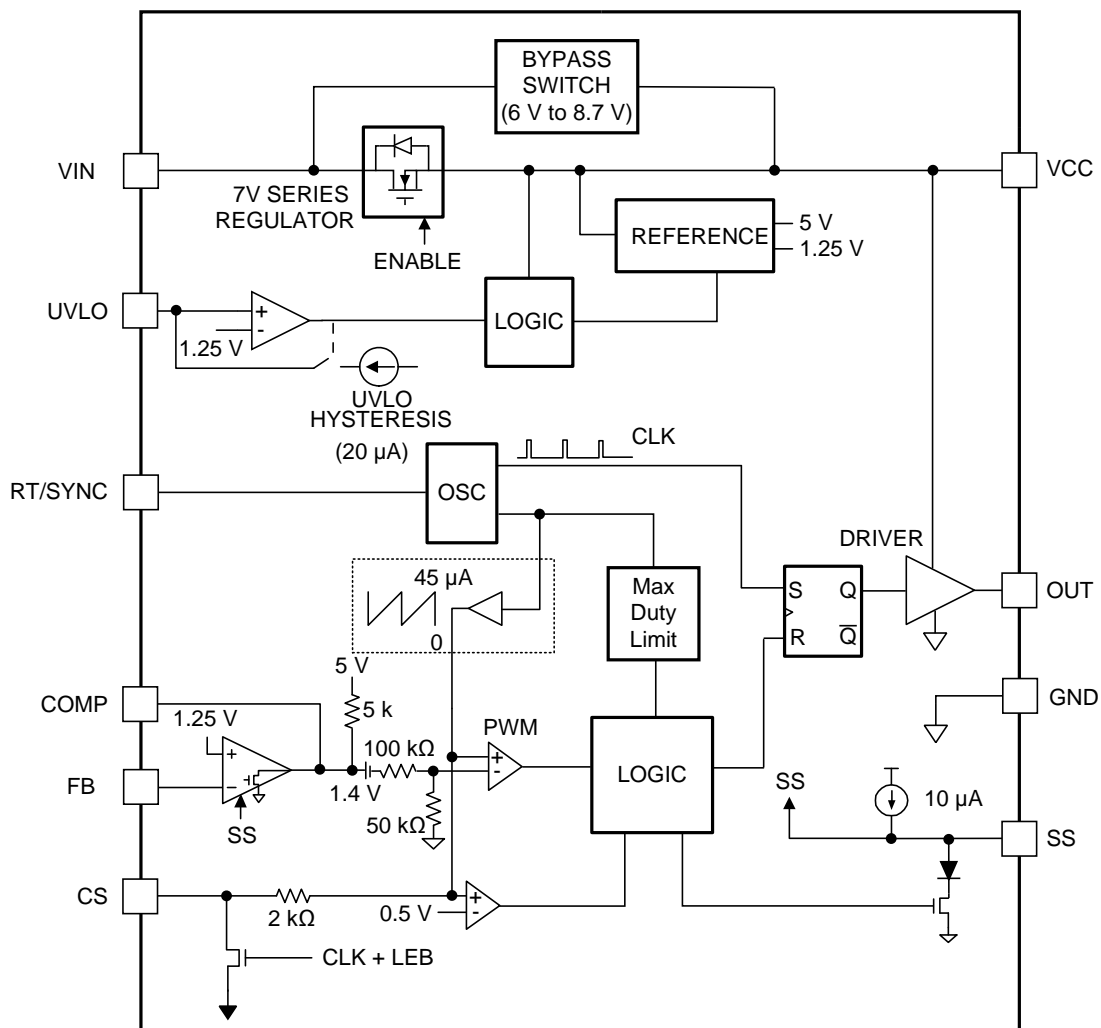 BYPASS
SWITCH
(6 V to 8.7 V)
VIN
VCC
7V SERIES
REGULATOR
ENABLE
REFERENCE
5 V
1.25 V
UVLO
+
-
1.25 V
LOGIC
UVLO
HYSTERESIS
(20 µA)
CLK
RT/SYNC
OSC
DRIVER
45 µA
0
Max
Duty
Limit
S Q
R Q̅
OUT
5 V
COMP
5 k
GND
1.25 V
PWM
+
-
100 kΩ
+
-
LOGIC
FB
1.4 V
SS
10 µA
50 kΩ
SS
SS
CS
2 kΩ
0.5 V
+
-
CLK + LEB